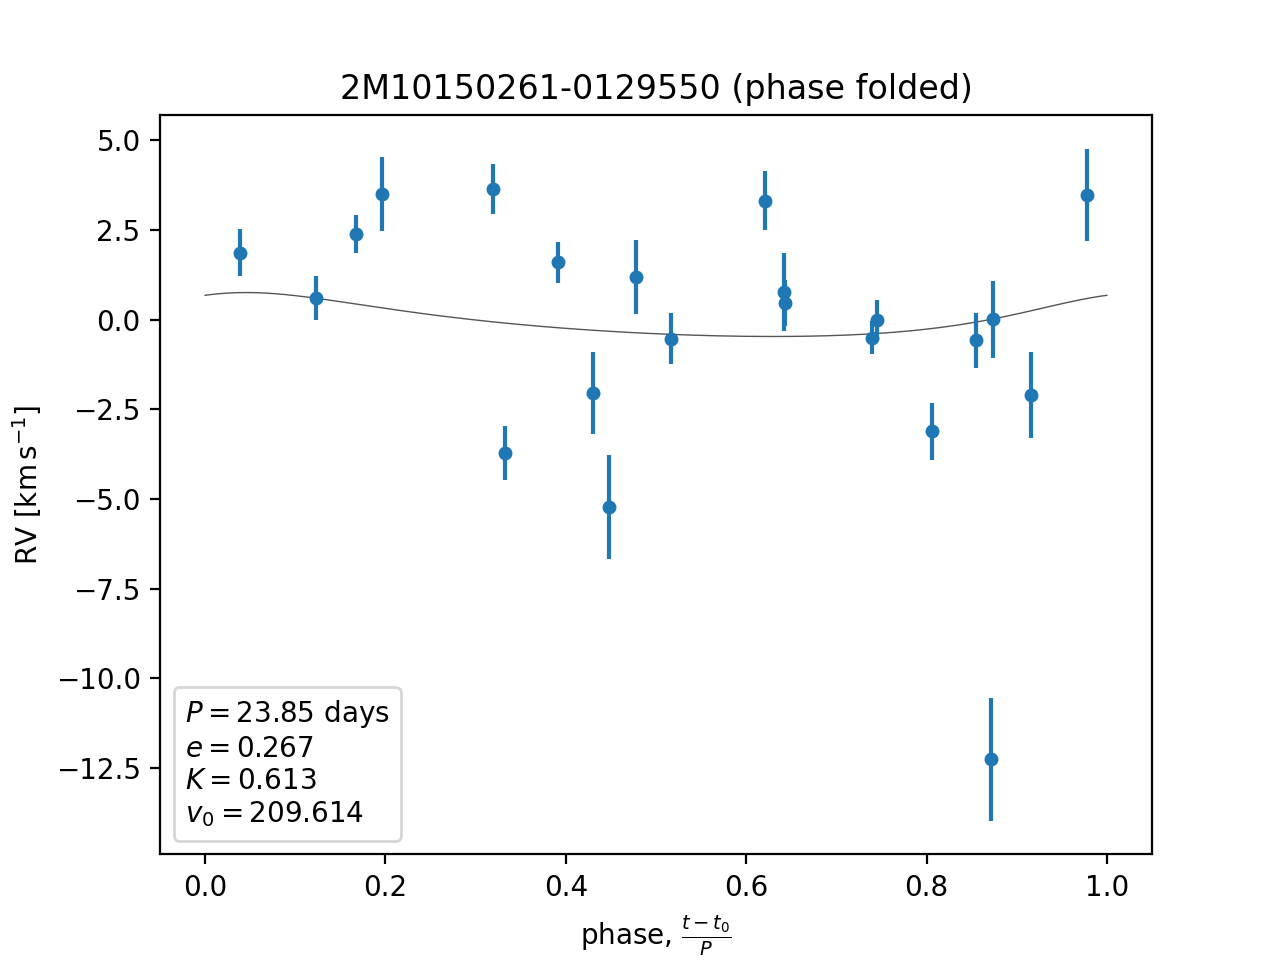 2M10150261-0129550 (phase folded)
5.0
2.5
0.0
−2.5
−5.0
−7.5
−10.0
−12.5
RV [km s⁻¹]
P = 23.85 days
e = 0.267
K = 0.613
v₀ = 209.614
0.0 0.2 0.4 0.6 0.8 1.0
phase, (t − t₀)/P